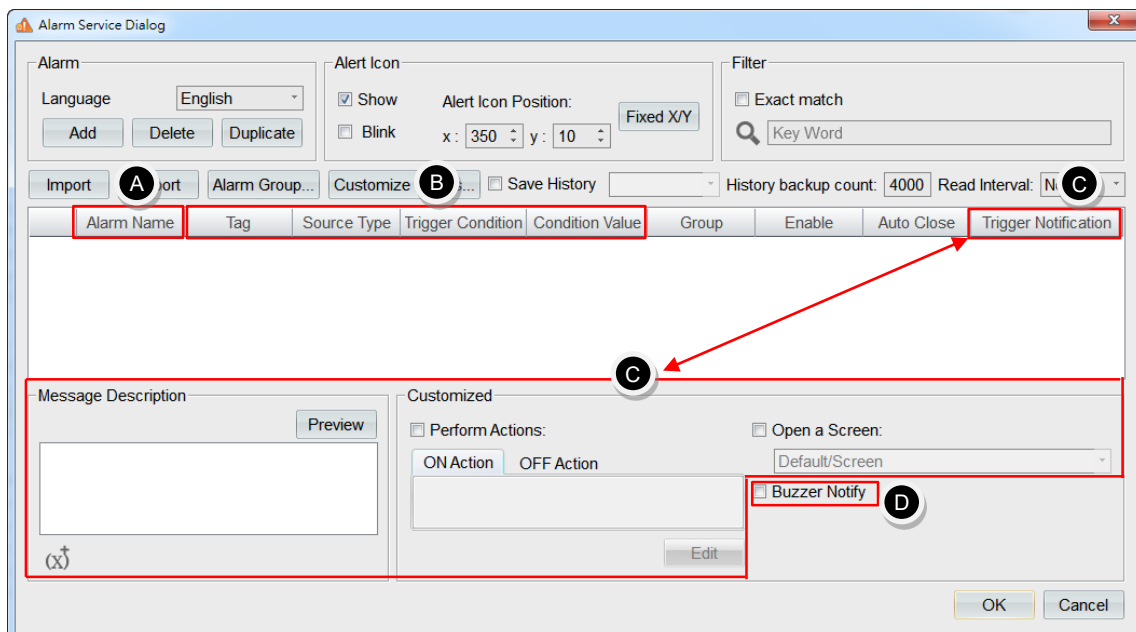 Alarm Service Dialog
Alarm
Language English
Add Delete Duplicate
Alert Icon
Show Alert Icon Position:
Blink x : 350 y : 10 Fixed X/Y
Filter
Exact match
Key Word
Import A port Alarm Group... Customize B s... Save History History backup count: 4000 Read Interval: C
Alarm Name Tag Source Type Trigger Condition Condition Value Group Enable Auto Close Trigger Notification
C
Message Description
Preview
(x)
Customized
Perform Actions: Open a Screen:
ON Action OFF Action Default/Screen
Buzzer Notify D
Edit
OK Cancel